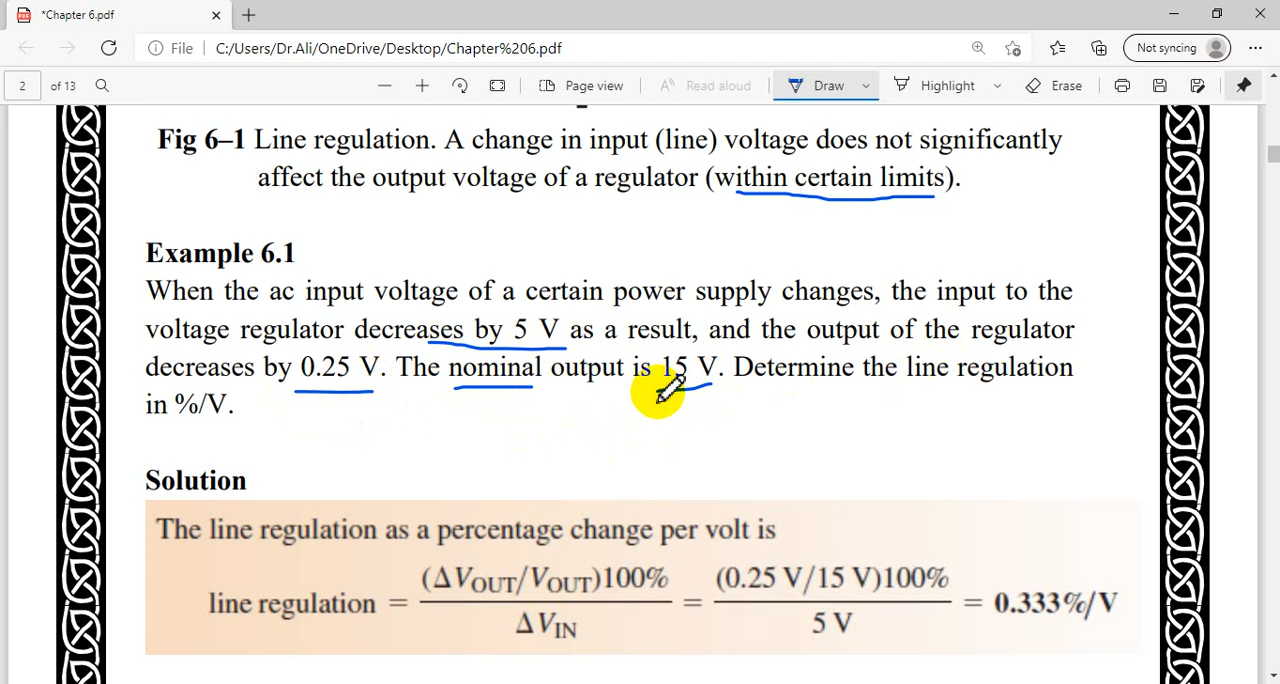 *Chapter 6.pdf
File | C:/Users/Dr.Ali/OneDrive/Desktop/Chapter%206.pdf
Not syncing
2 of 13
Page view
Read aloud
Draw
Highlight
Erase
Fig 6–1 Line regulation. A change in input (line) voltage does not significantly
affect the output voltage of a regulator (within certain limits).
Example 6.1
When the ac input voltage of a certain power supply changes, the input to the
voltage regulator decreases by 5 V as a result, and the output of the regulator
decreases by 0.25 V. The nominal output is 15 V. Determine the line regulation
in %/V.
Solution
The line regulation as a percentage change per volt is
line regulation = (ΔVOUT/VOUT)100% / ΔVIN = (0.25 V/15 V)100% / 5 V = 0.333%/V